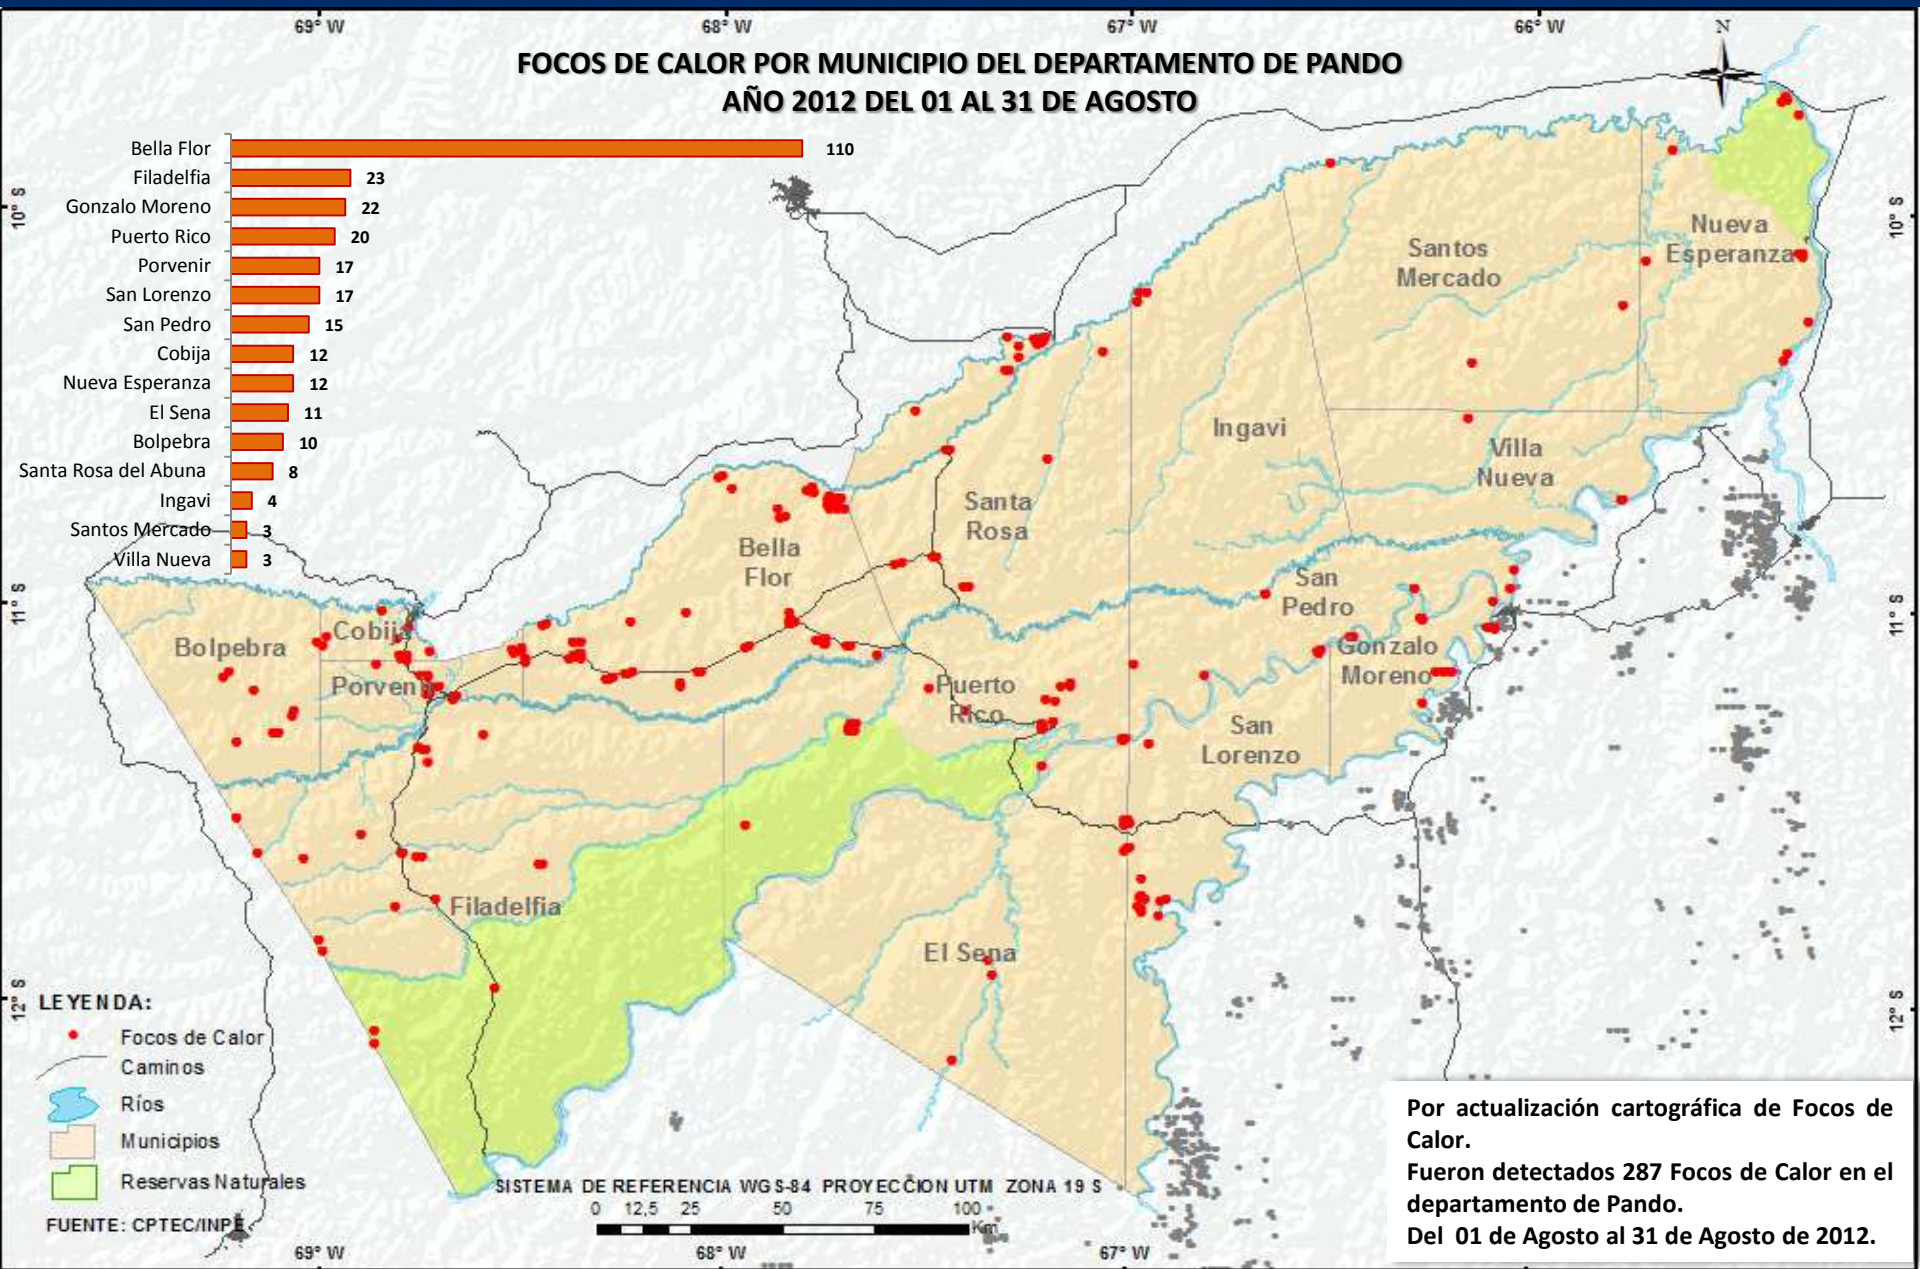 69° W
68° W
67° W
66° W
N
FOCOS DE CALOR POR MUNICIPIO DEL DEPARTAMENTO DE PANDO
AÑO 2012 DEL 01 AL 31 DE AGOSTO
Bella Flor 110
Filadelfia 23
Gonzalo Moreno 22
Puerto Rico 20
Porvenir 17
San Lorenzo 17
San Pedro 15
Cobija 12
Nueva Esperanza 12
El Sena 11
Bolpebra 10
Santa Rosa del Abuna 8
Ingavi 4
Santos Mercado 3
Villa Nueva 3
10° S
10° S
11° S
11° S
12° S
12° S
Nueva
Esperanza
Santos
Mercado
Ingavi
Villa
Nueva
Santa
Rosa
Bella
Flor
San
Pedro
Cobija
Bolpebra
Gonzalo
Moreno
Porvenir
Puerto
Rico
San
Lorenzo
Filadelfia
El Sena
LEYENDA:
Focos de Calor
Caminos
Ríos
Municipios
Reservas Naturales
FUENTE: CPTEC/INPE
SISTEMA DE REFERENCIA WGS-84 PROYECCION UTM ZONA 19 S
0 12,5 25 50 75 100
Km
69° W
68° W
67° W
Por actualización cartográfica de Focos de
Calor.
Fueron detectados 287 Focos de Calor en el
departamento de Pando.
Del 01 de Agosto al 31 de Agosto de 2012.